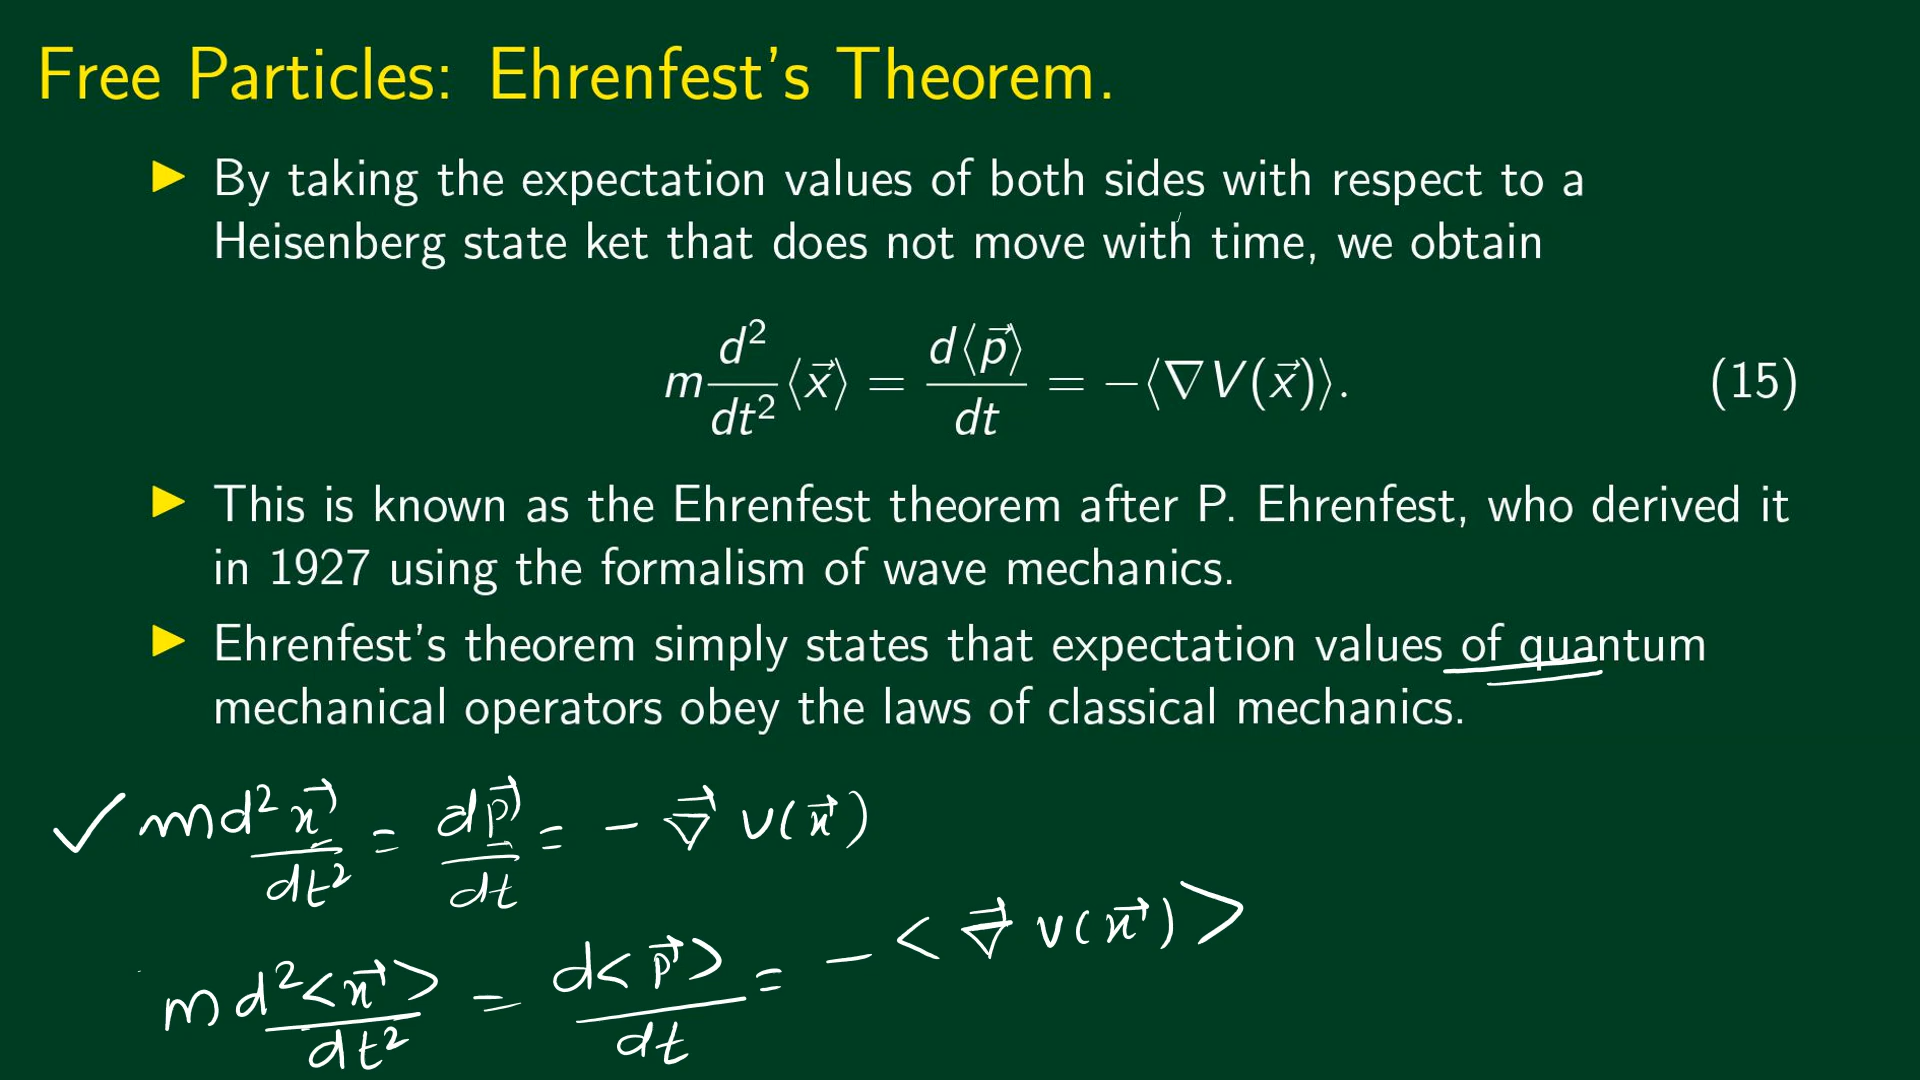 Free Particles: Ehrenfest's Theorem.
▶ By taking the expectation values of both sides with respect to a
Heisenberg state ket that does not move with time, we obtain
m d²/dt² ⟨x⃗⟩ = d⟨p⃗⟩/dt = −⟨∇V(x⃗)⟩. (15)
▶ This is known as the Ehrenfest theorem after P. Ehrenfest, who derived it
in 1927 using the formalism of wave mechanics.
▶ Ehrenfest's theorem simply states that expectation values of quantum
mechanical operators obey the laws of classical mechanics.
✓ m d²x⃗/dt² = dp⃗/dt = − ∇⃗ V(x⃗)
m d²<x⃗>/dt² = d<p⃗>/dt = − < ∇⃗ V(x⃗) >